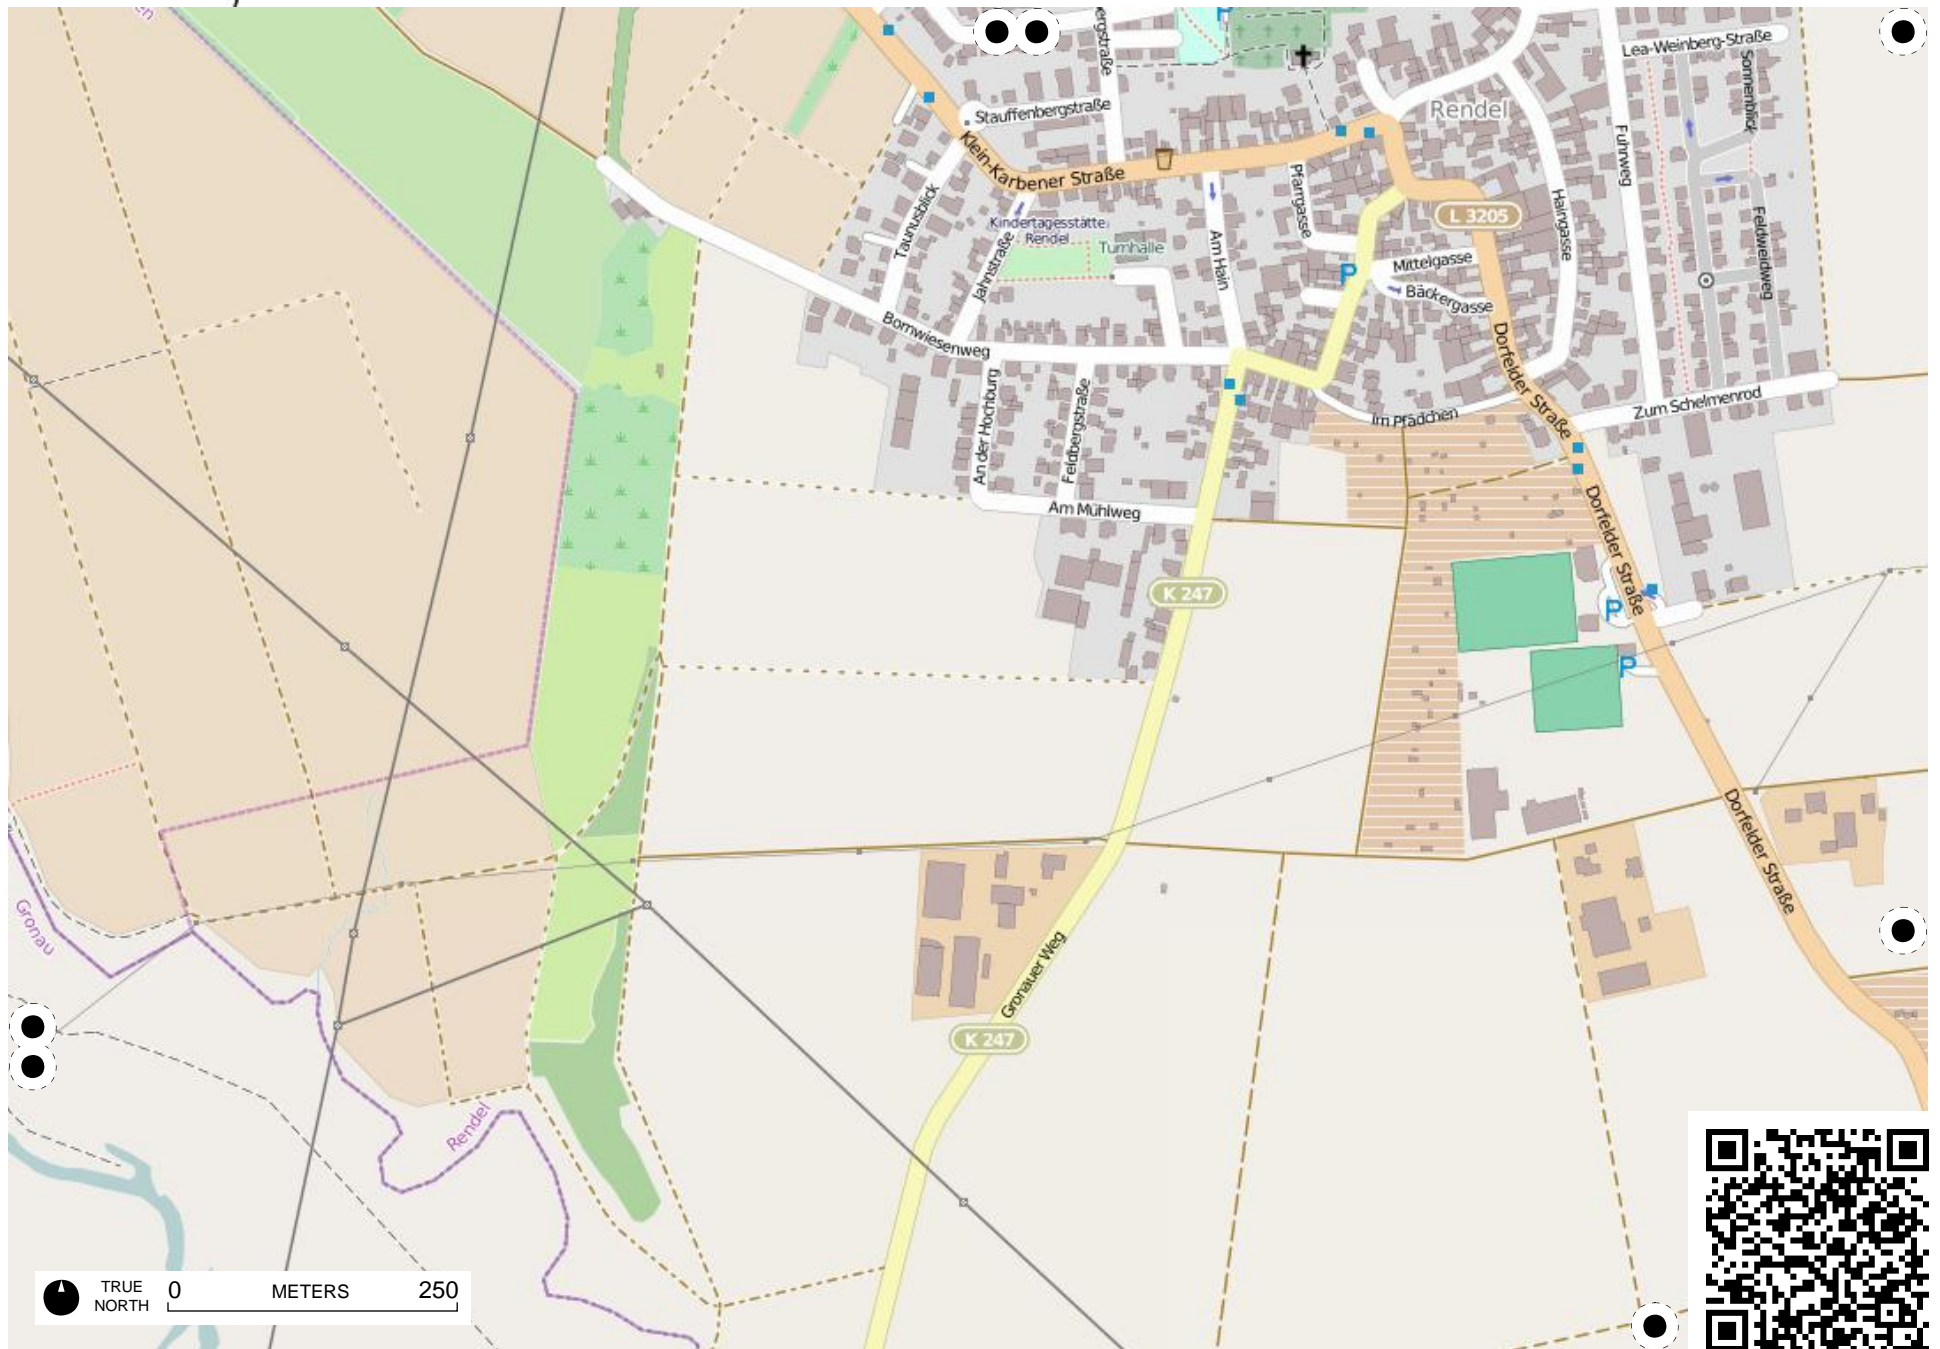 Lea-Weinberg-Straße
Sonnenblick
Rendel
Stauffenbergstraße
Klein-Karbener Straße
Fuhrweg
Pfarrgasse
Taunusblick
Haingasse
L 3205
Kindertagesstätte
Rendel
Turnhalle
Feldweidweg
Am Hain
Jahnstraße
P
Mittelgasse
Bäckergasse
Bornwiesenweg
Dorfelder Straße
An der Hochburg
Feldbergstraße
Zum Schelmenrod
Im Pfädchen
Am Mühlweg
Dorfelder Straße
K 247
P
P
Dorfelder Straße
Gronau
Gronauer Weg
K 247
Rendel
TRUE
NORTH
0
METERS
250